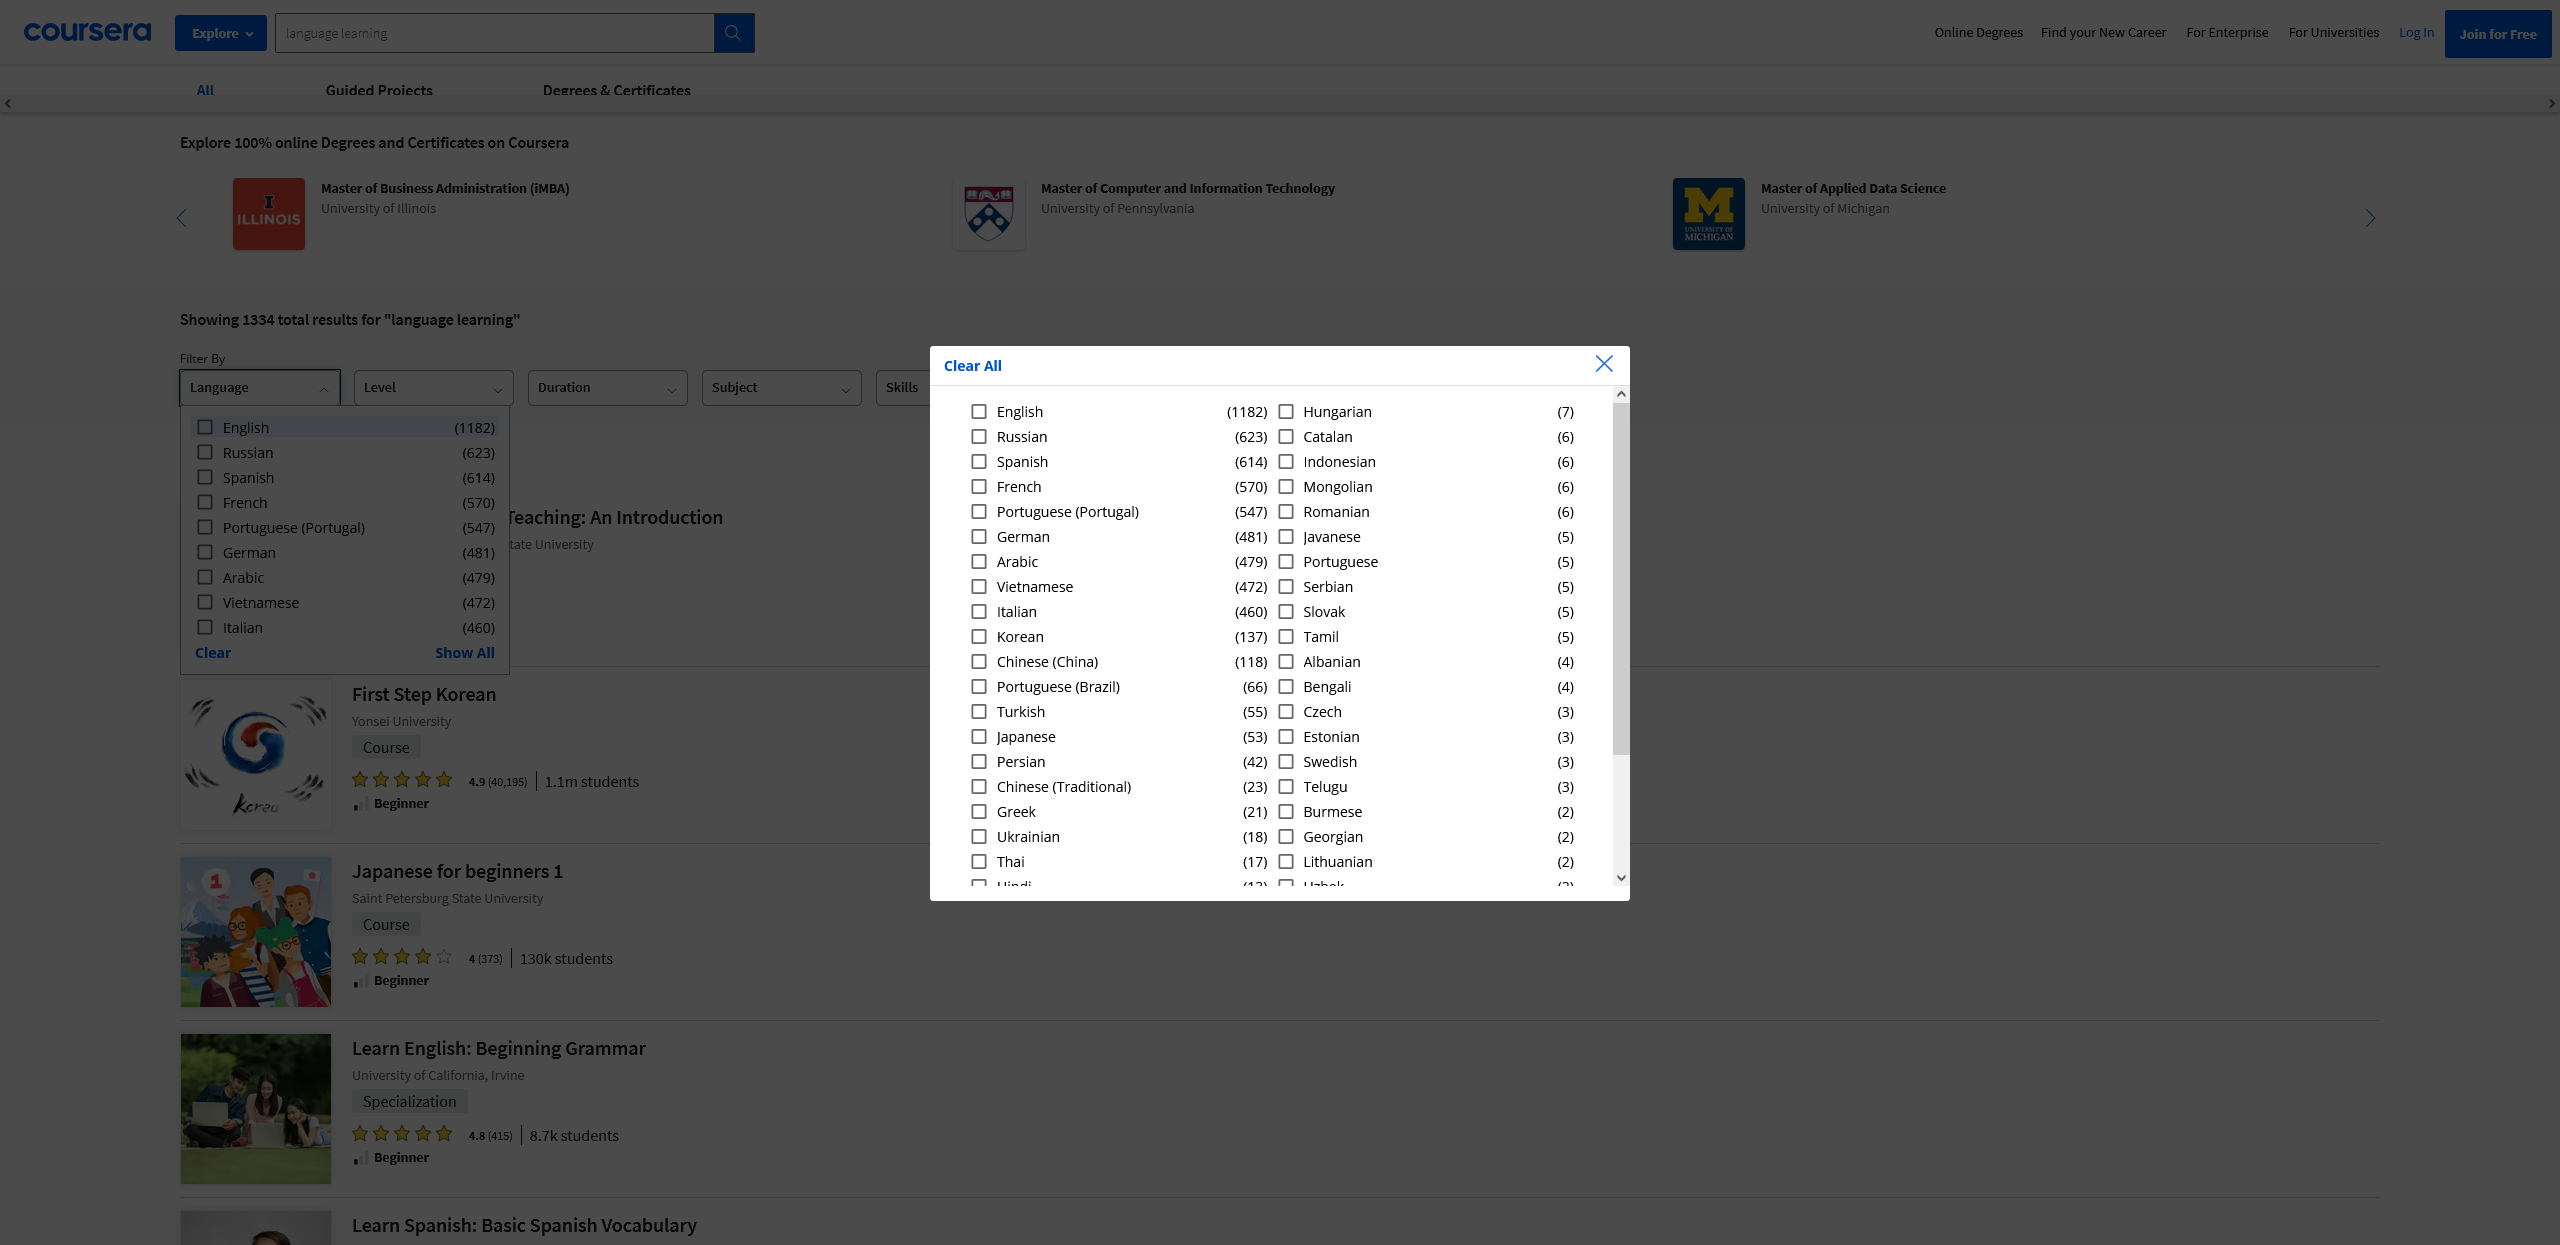 coursera
Explore
language learning
Online Degrees
Find your New Career
For Enterprise
For Universities
Log In
Join for Free
All
Guided Projects
Degrees & Certificates
Explore 100% online Degrees and Certificates on Coursera
I
ILLINOIS
Master of Business Administration (iMBA)
University of Illinois
Master of Computer and Information Technology
University of Pennsylvania
M
UNIVERSITY OF
MICHIGAN
Master of Applied Data Science
University of Michigan
Showing 1334 total results for "language learning"
Filter By
Language
Level
Duration
Subject
Skills
English (1182)
Russian (623)
Spanish (614)
French (570)
Portuguese (Portugal) (547)
German (481)
Arabic (479)
Vietnamese (472)
Italian (460)
Clear
Show All
Teaching: An Introduction
tate University
Clear All
English (1182)
Russian (623)
Spanish (614)
French (570)
Portuguese (Portugal) (547)
German (481)
Arabic (479)
Vietnamese (472)
Italian (460)
Korean (137)
Chinese (China) (118)
Portuguese (Brazil) (66)
Turkish (55)
Japanese (53)
Persian (42)
Chinese (Traditional) (23)
Greek (21)
Ukrainian (18)
Thai (17)
Hindi (13)
Hungarian (7)
Catalan (6)
Indonesian (6)
Mongolian (6)
Romanian (6)
Javanese (5)
Portuguese (5)
Serbian (5)
Slovak (5)
Tamil (5)
Albanian (4)
Bengali (4)
Czech (3)
Estonian (3)
Swedish (3)
Telugu (3)
Burmese (2)
Georgian (2)
Lithuanian (2)
Uzbek (2)
Korea
First Step Korean
Yonsei University
Course
4.9 (40,195)
1.1m students
Beginner
1
Japanese for beginners 1
Saint Petersburg State University
Course
4 (373)
130k students
Beginner
Learn English: Beginning Grammar
University of California, Irvine
Specialization
4.8 (415)
8.7k students
Beginner
Learn Spanish: Basic Spanish Vocabulary